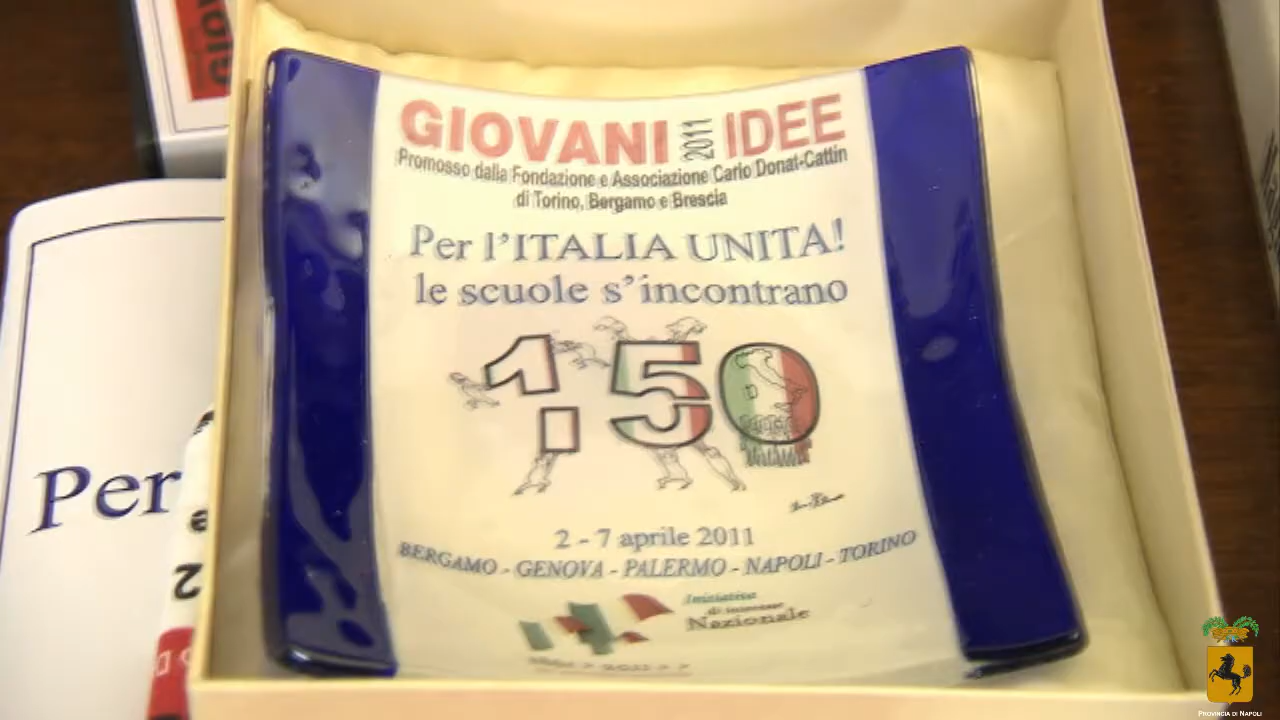 GIOVANI 2011 IDEE
Promosso dalla Fondazione e Associazione Carlo Donat-Cattin
di Torino, Bergamo e Brescia
Per l'ITALIA UNITA!
le scuole s'incontrano
150
2 - 7 aprile 2011
BERGAMO - GENOVA - PALERMO - NAPOLI - TORINO
Iniziativa
di interesse
Nazionale
Per
PROVINCIA DI NAPOLI